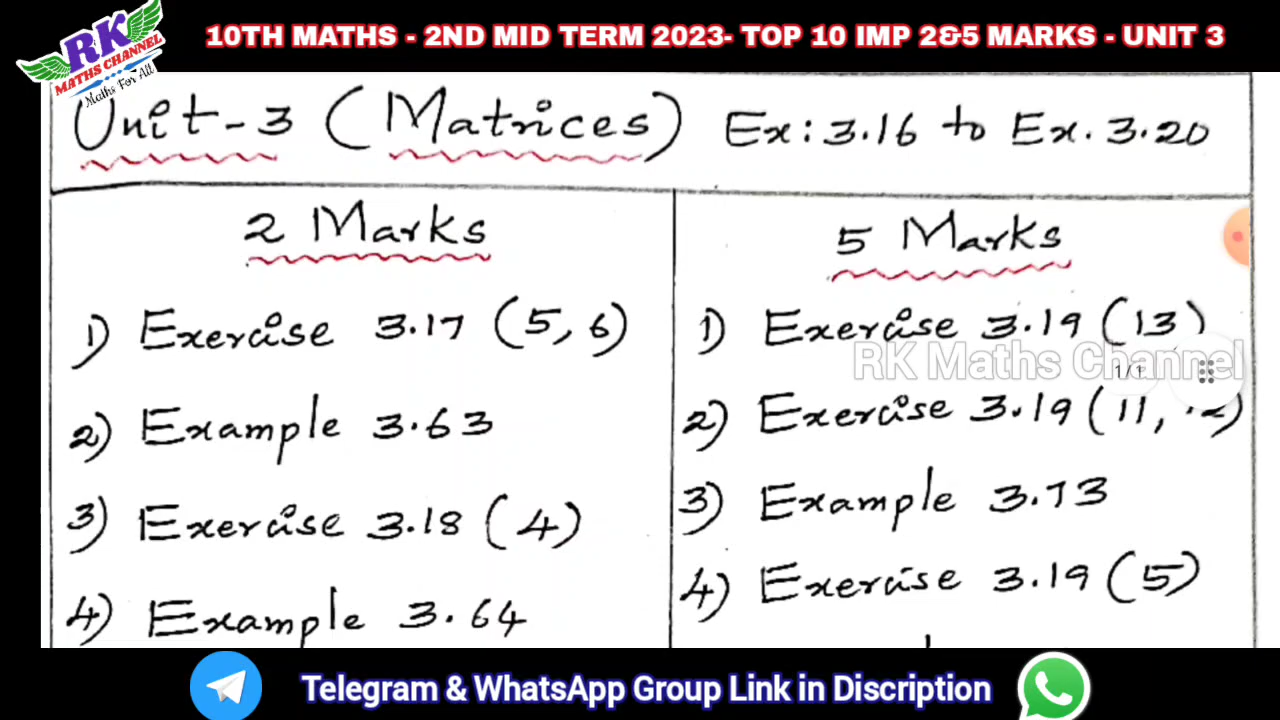 RK
MATHS CHANNEL
Maths For All
10TH MATHS - 2ND MID TERM 2023- TOP 10 IMP 2&5 MARKS - UNIT 3
Unit-3 (Matrices) Ex: 3.16 to Ex. 3.20
2 Marks
1) Exercise 3.17 (5, 6)
2) Example 3.63
3) Exercise 3.18 (4)
4) Example 3.64
5 Marks
1) Exercise 3.19 (13)
RK Maths Channel
1/1
2) Exercise 3.19 (11,
3) Example 3.73
4) Exercise 3.19 (5)
Telegram & WhatsApp Group Link in Discription